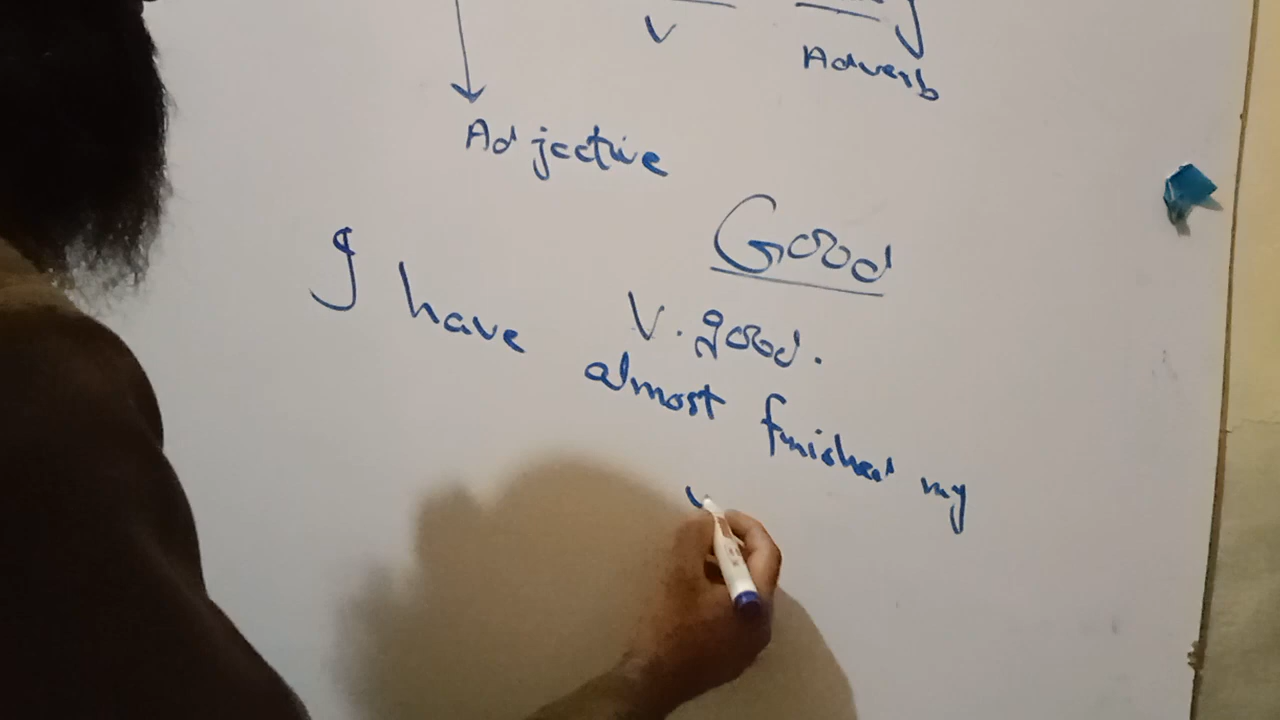 V
Adverb
Adjective
Good
V. good.
I have almost finished my